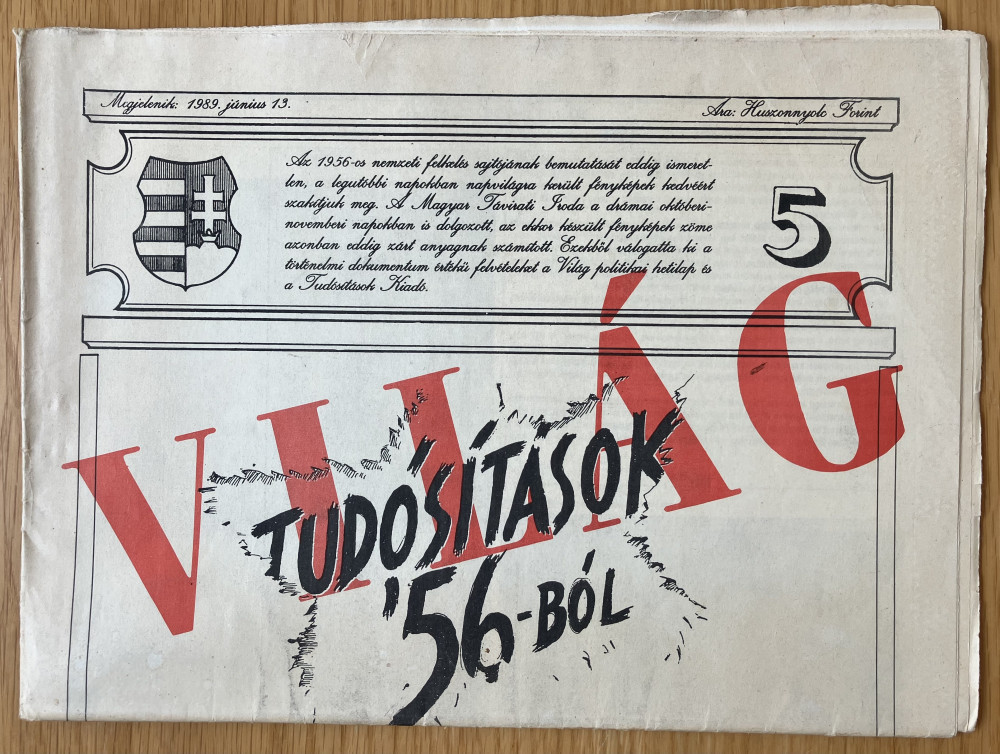 Megjelenik: 1989. június 13.
Ára: Huszonnyolc Forint
Az 1956-os nemzeti felkelés sajtójának bemutatását eddig ismeret-
len, a legutóbbi napokban napvilágra került fényképek kedvéért
szakítjuk meg. A Magyar Távirati Iroda a drámai októberi-
novemberi napokban is dolgozott, az ekkor készült fényképek zöme
azonban eddig zárt anyagnak számított. Ezekből válogatta ki a
történelmi dokumentum értékű felvételeket a Világ politikai hetilap és
a Tudósítások Kiadó.
5
VILÁG
TUDÓSÍTÁSOK
'56-BÓL